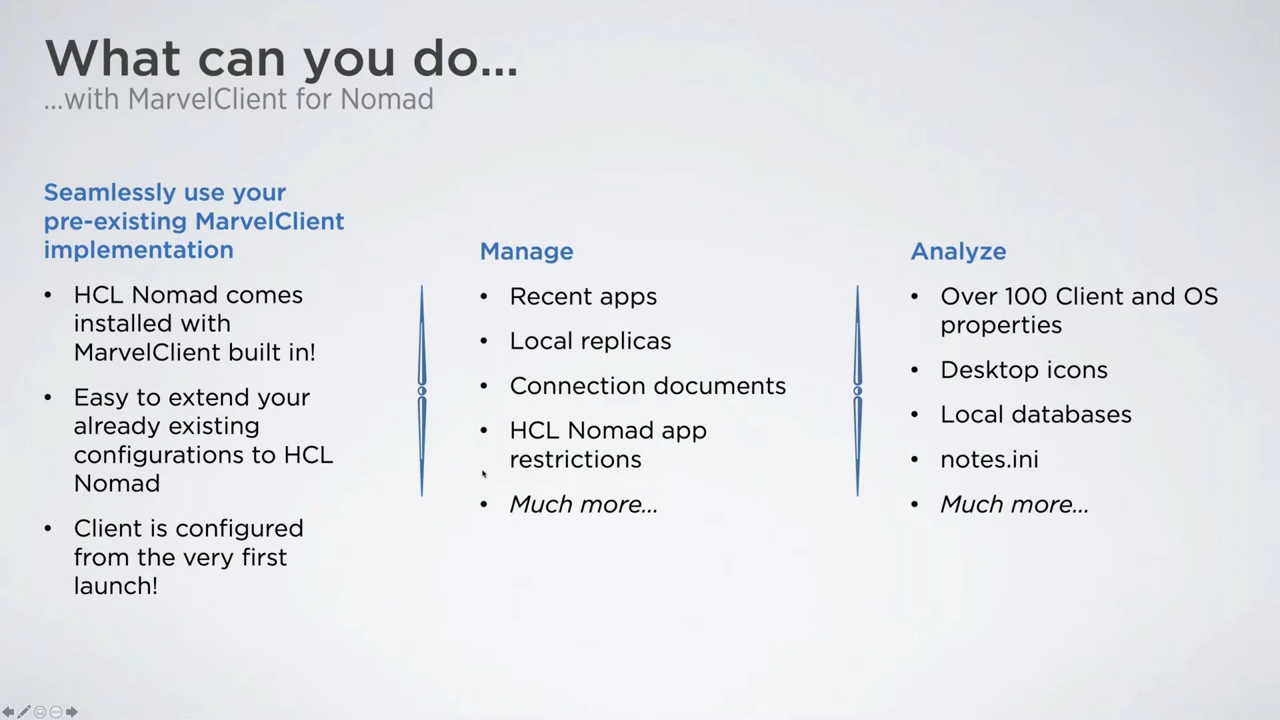 What can you do...
...with MarvelClient for Nomad
Seamlessly use your
pre-existing MarvelClient
implementation
• HCL Nomad comes
installed with
MarvelClient built in!
• Easy to extend your
already existing
configurations to HCL
Nomad
• Client is configured
from the very first
launch!
Manage
• Recent apps
• Local replicas
• Connection documents
• HCL Nomad app
restrictions
• Much more...
Analyze
• Over 100 Client and OS
properties
• Desktop icons
• Local databases
• notes.ini
• Much more...